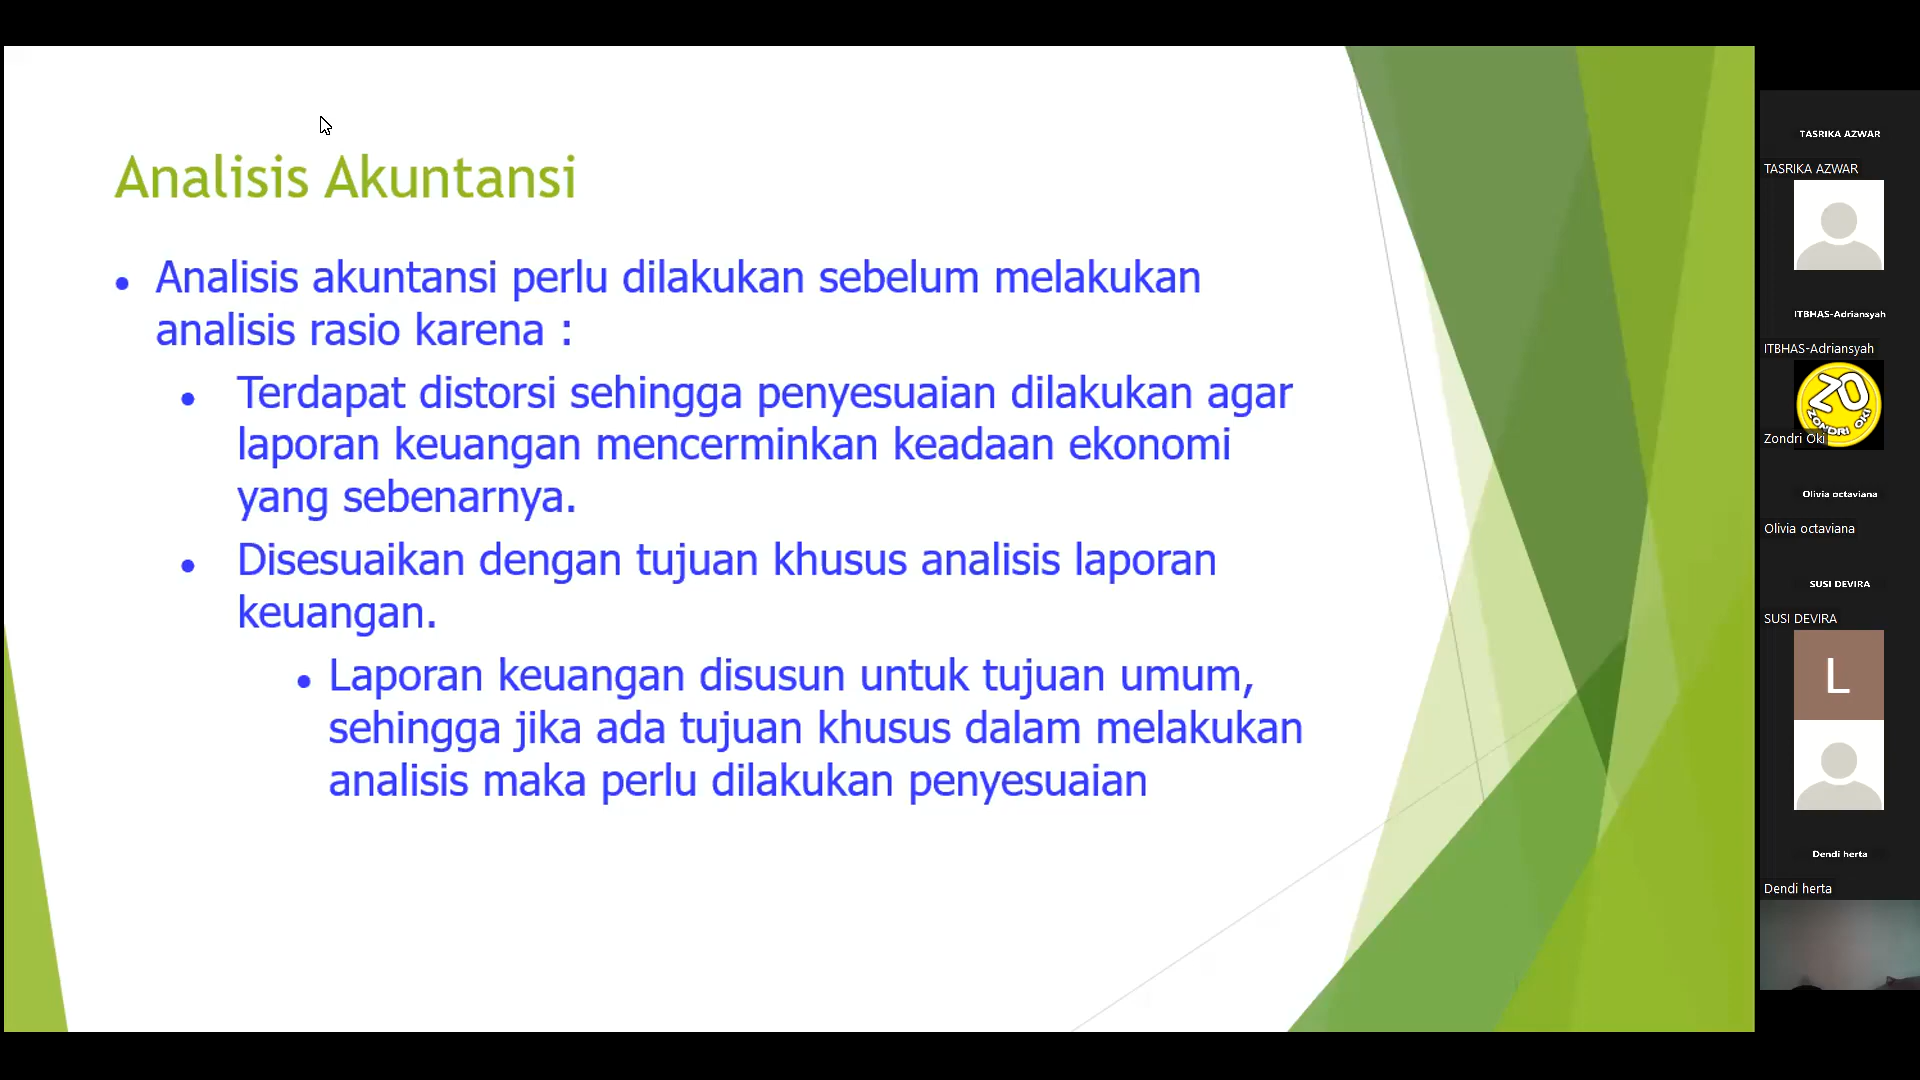 Analisis Akuntansi
• Analisis akuntansi perlu dilakukan sebelum melakukan
analisis rasio karena :
• Terdapat distorsi sehingga penyesuaian dilakukan agar
laporan keuangan mencerminkan keadaan ekonomi
yang sebenarnya.
• Disesuaikan dengan tujuan khusus analisis laporan
keuangan.
• Laporan keuangan disusun untuk tujuan umum,
sehingga jika ada tujuan khusus dalam melakukan
analisis maka perlu dilakukan penyesuaian
TASRIKA AZWAR
TASRIKA AZWAR
ITBHAS-Adriansyah
ITBHAS-Adriansyah
ZO
ZONDRI OKI
Zondri Oki
Olivia octaviana
Olivia octaviana
SUSI DEVIRA
SUSI DEVIRA
L
Dendi herta
Dendi herta